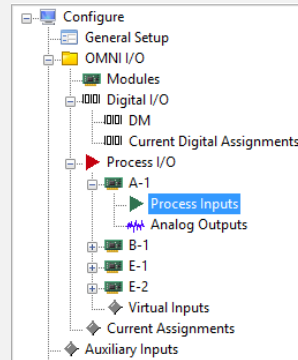 Configure
General Setup
OMNI I/O
Modules
Digital I/O
DM
Current Digital Assignments
Process I/O
A-1
Process Inputs
Analog Outputs
B-1
E-1
E-2
Virtual Inputs
Current Assignments
Auxiliary Inputs